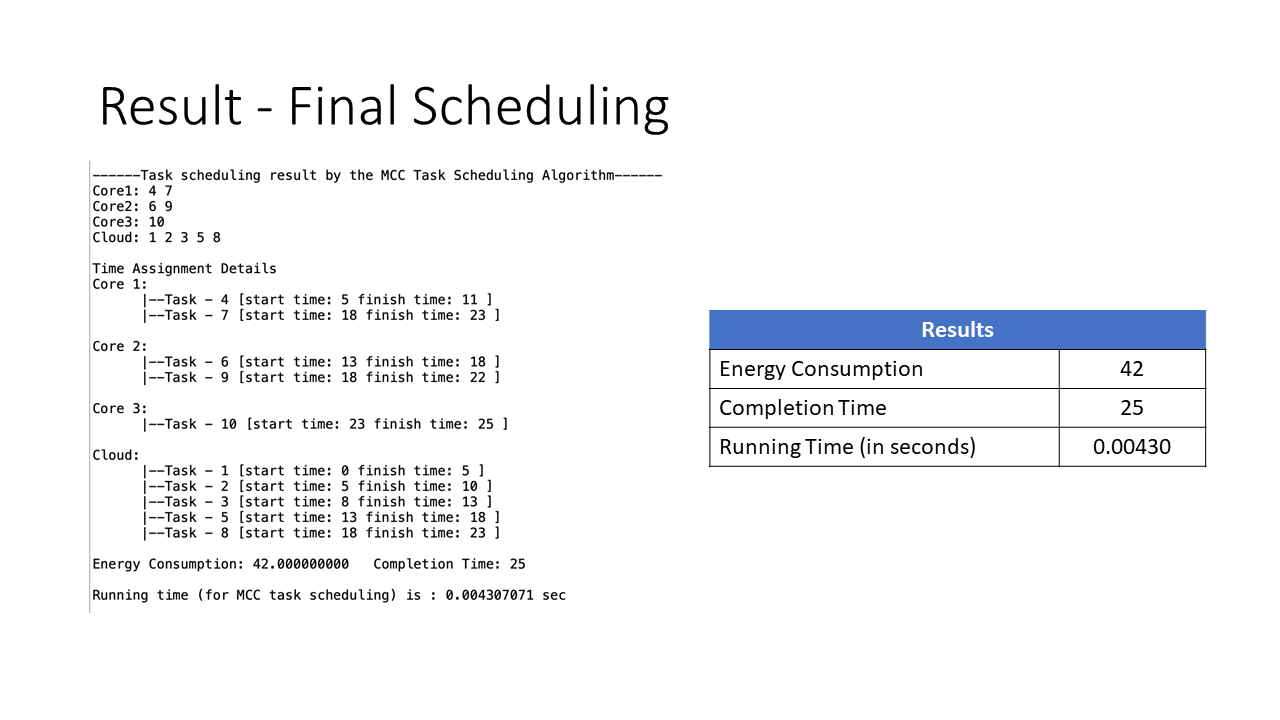 Result - Final Scheduling
------Task scheduling result by the MCC Task Scheduling Algorithm------
Core1: 4 7
Core2: 6 9
Core3: 10
Cloud: 1 2 3 5 8
Time Assignment Details
Core 1:
|--Task - 4 [start time: 5 finish time: 11 ]
|--Task - 7 [start time: 18 finish time: 23 ]
Core 2:
|--Task - 6 [start time: 13 finish time: 18 ]
|--Task - 9 [start time: 18 finish time: 22 ]
Core 3:
|--Task - 10 [start time: 23 finish time: 25 ]
Cloud:
|--Task - 1 [start time: 0 finish time: 5 ]
|--Task - 2 [start time: 5 finish time: 10 ]
|--Task - 3 [start time: 8 finish time: 13 ]
|--Task - 5 [start time: 13 finish time: 18 ]
|--Task - 8 [start time: 18 finish time: 23 ]
Energy Consumption: 42.000000000   Completion Time: 25
Running time (for MCC task scheduling) is : 0.004307071 sec
Results
Energy Consumption 42
Completion Time 25
Running Time (in seconds) 0.00430